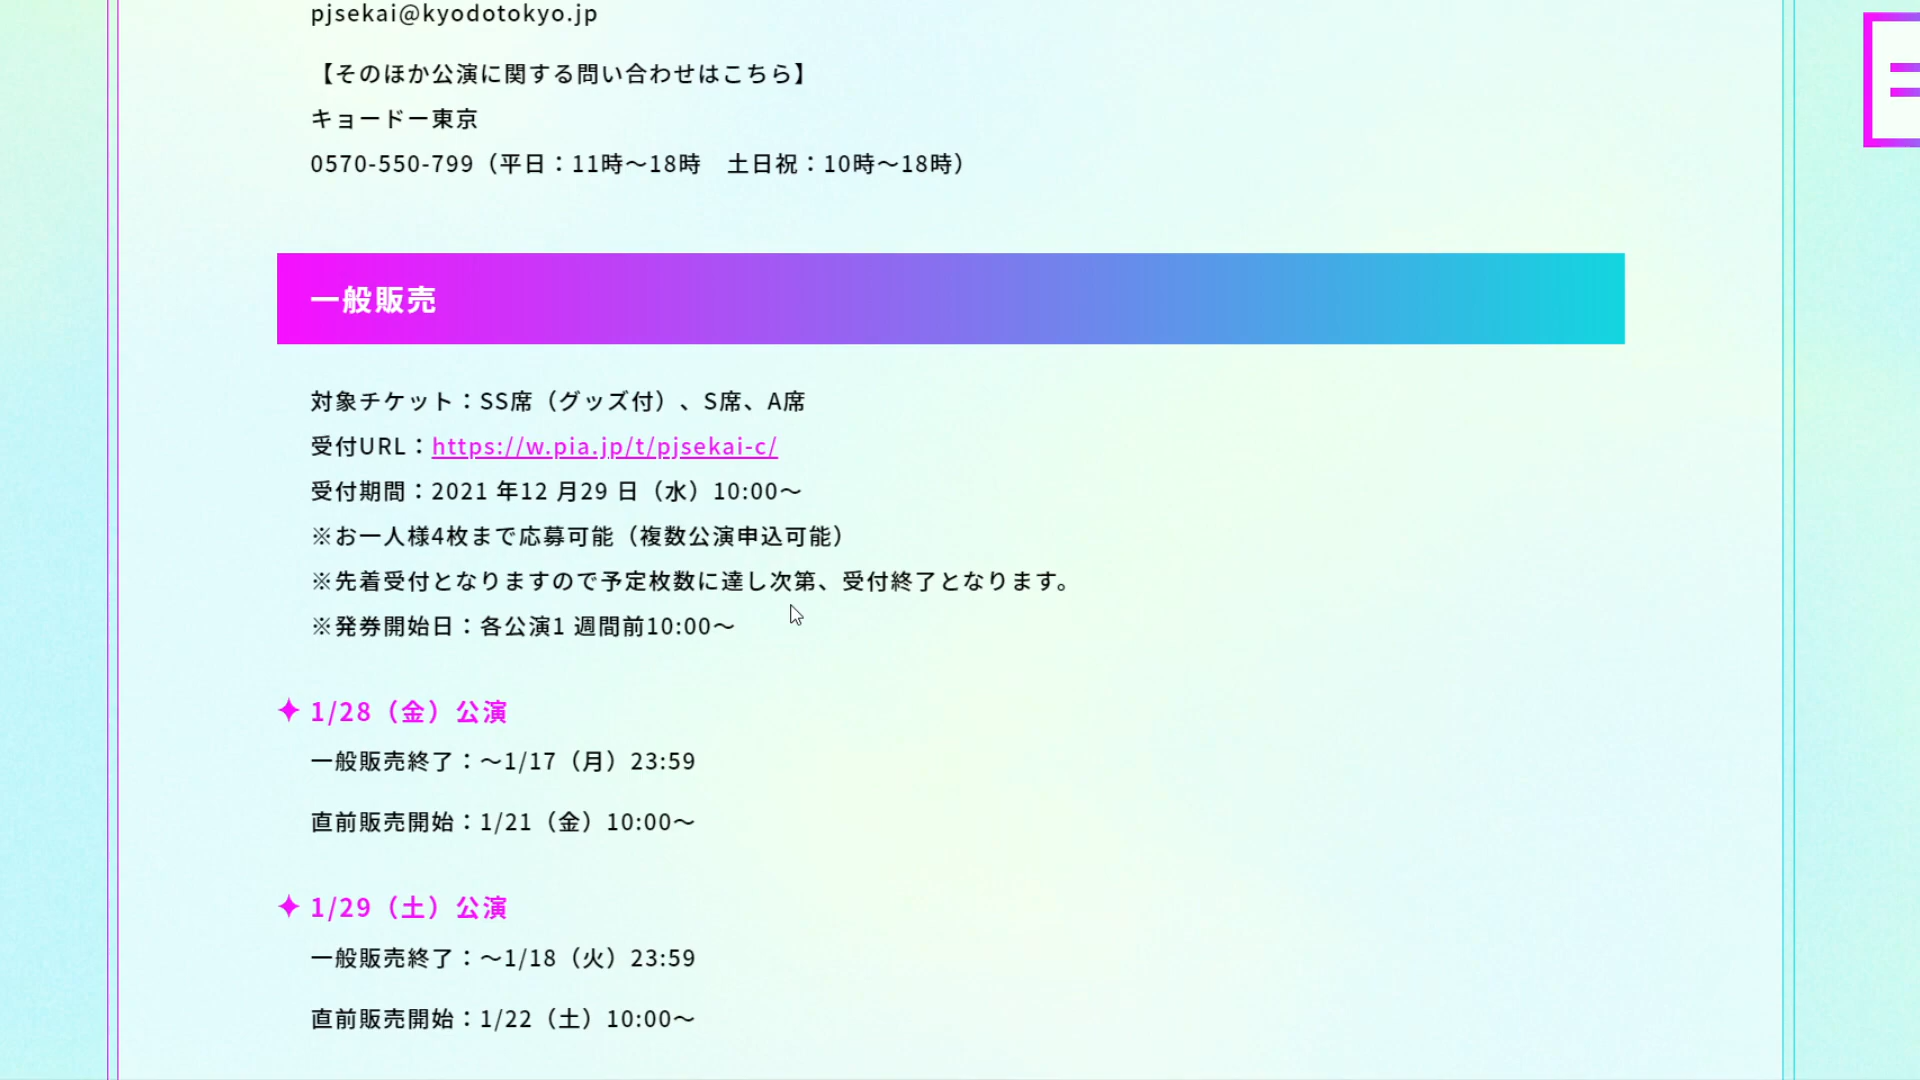 pjsekai@kyodotokyo.jp
【そのほか公演に関する問い合わせはこちら】
キョードー東京
0570-550-799（平日：11時〜18時　土日祝：10時〜18時）
一般販売
対象チケット：SS席（グッズ付）、S席、A席
受付URL：https://w.pia.jp/t/pjsekai-c/
受付期間：2021 年12 月29 日（水）10:00〜
※お一人様4枚まで応募可能（複数公演申込可能）
※先着受付となりますので予定枚数に達し次第、受付終了となります。
※発券開始日：各公演1 週間前10:00〜
1/28（金）公演
一般販売終了：〜1/17（月）23:59
直前販売開始：1/21（金）10:00〜
1/29（土）公演
一般販売終了：〜1/18（火）23:59
直前販売開始：1/22（土）10:00〜